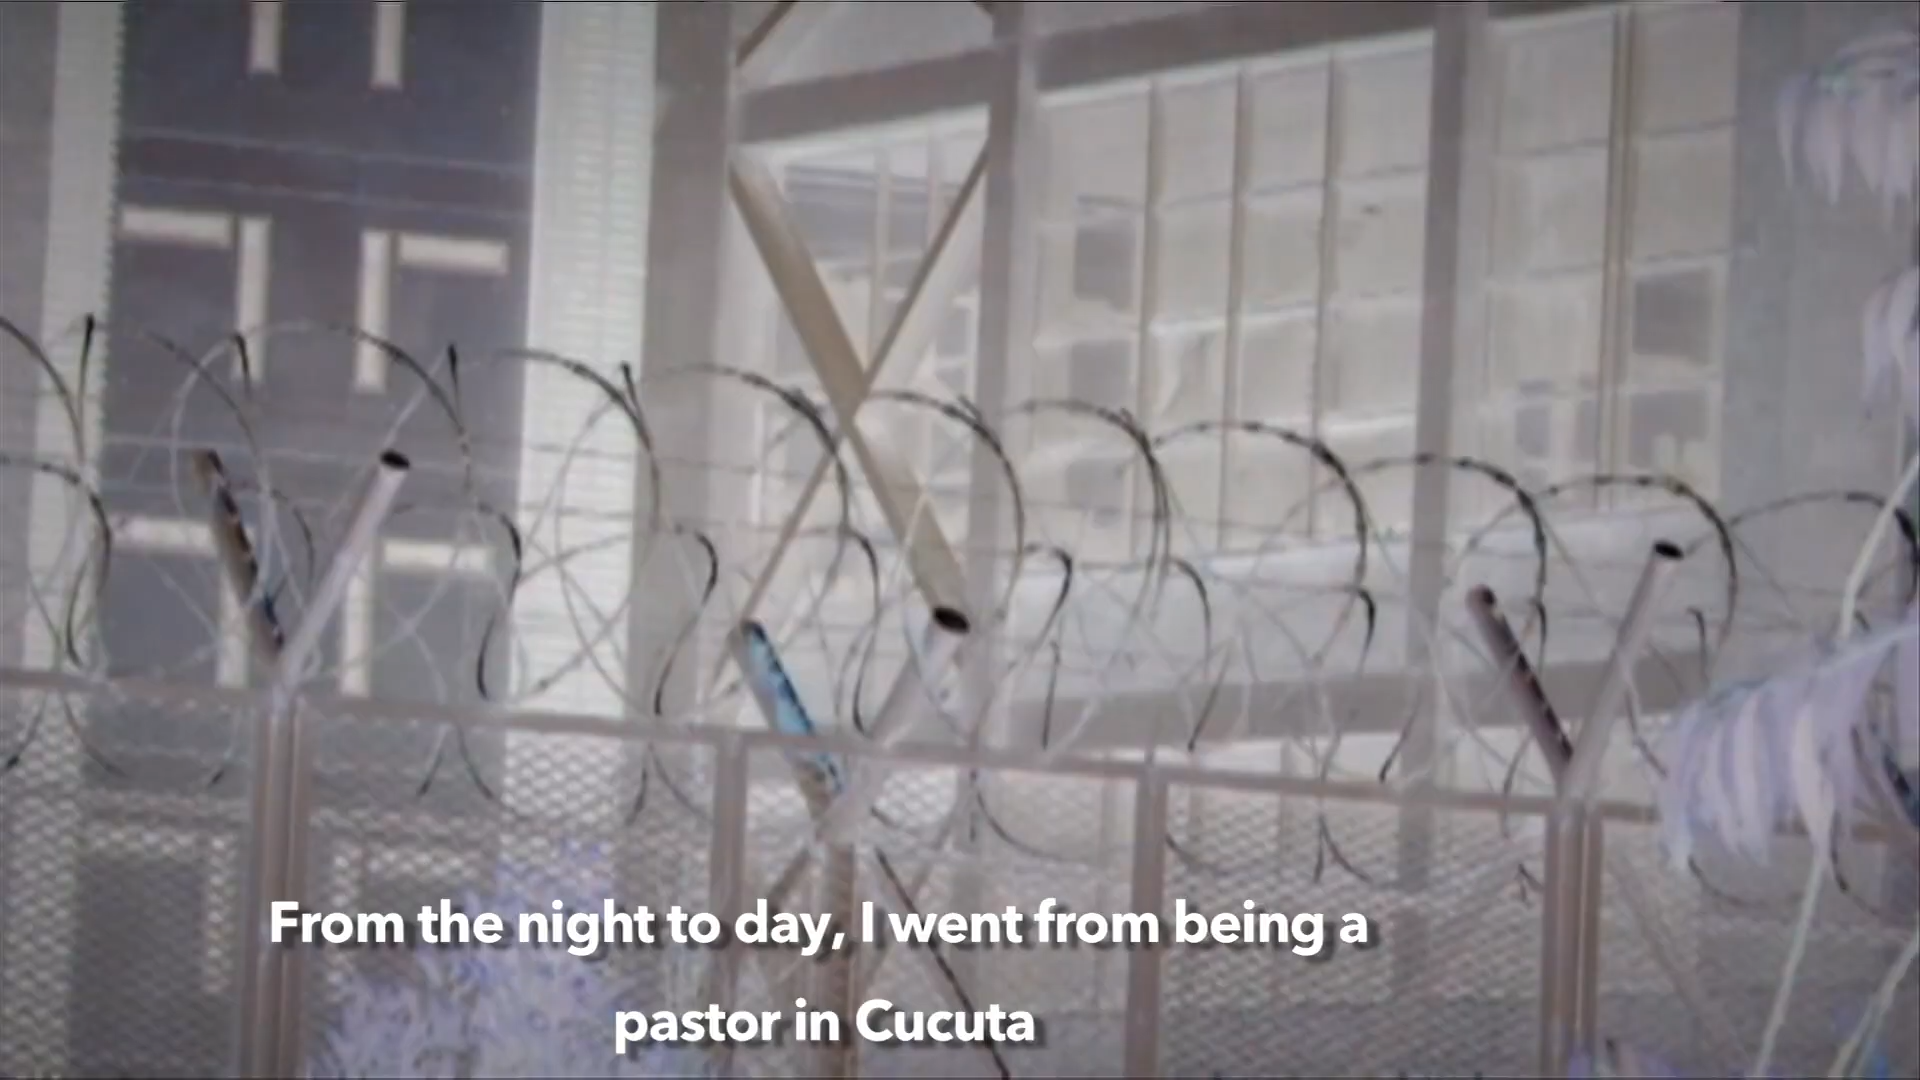 From the night to day, I went from being a
pastor in Cucuta